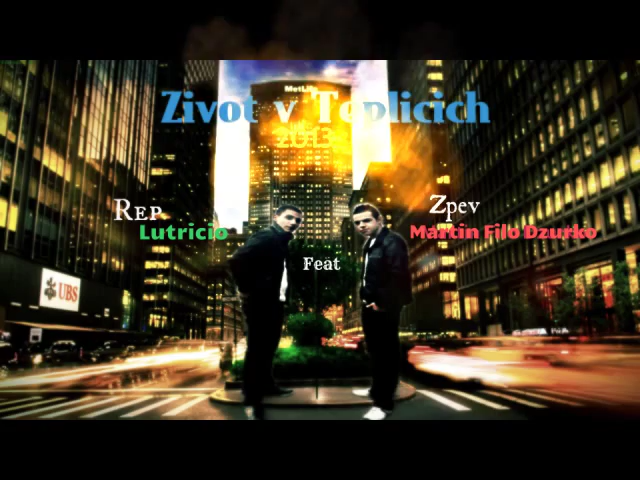 MetLife
Zivot v Teplicich
2013
Rep
Lutricio
Zpev
Martin Filo Dzurko
Feat
UBS